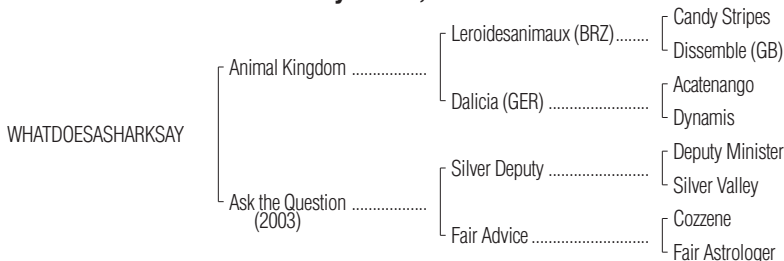 Candy Stripes
Leroidesanimaux (BRZ)........
Dissemble (GB)
Animal Kingdom ..................
Acatenango
Dalicia (GER) ........................
Dynamis
WHATDOESASHARKSAY
Deputy Minister
Silver Deputy ........................
Silver Valley
Ask the Question ..................
(2003)
Cozzene
Fair Advice ............................
Fair Astrologer